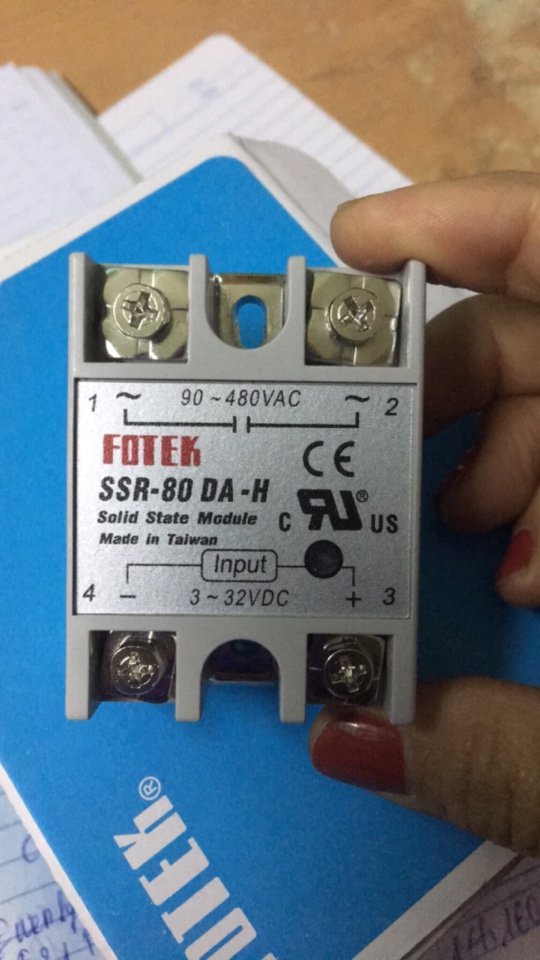 1 ~ 90~480VAC ~ 2
FOTEK
CE
SSR-80 DA-H
Solid State Module
C RU® US
Made in Taiwan
Input
4 - 3~32VDC + 3
FOTEK®